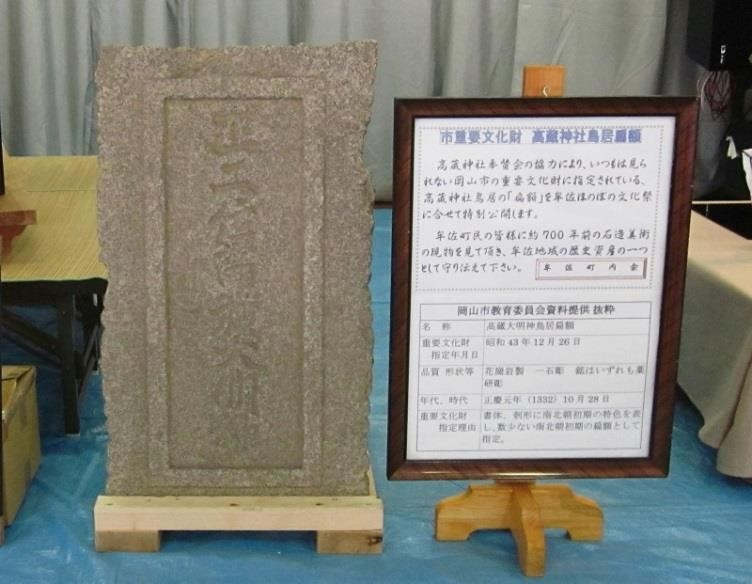 正二位高蔵大明神
市重要文化財 高蔵神社鳥居扁額
高蔵神社奉賛会の協力により、いつもは見ら
れない岡山市の重要文化財に指定されている、
高蔵神社鳥居の「扁額」を牟佐ほのぼの文化祭
に合せて特別公開します。
牟佐町民の皆様に約700年前の石造美術
の現物を見て頂き、牟佐地域の歴史資産の一つ
として守り伝えて下さい。 牟佐町内会
岡山市教育委員会資料提供 抜粋
名 称 高蔵大明神鳥居扁額
重要文化財 昭和43年12月26日
指定年月日
品質 形状等 花崗岩製 一石彫 銘はいずれも薬
研彫
年代、時代 正慶元年(1332)10月28日
重要文化財 書体、彫形に南北朝初期の特色を表
指定理由 し、数少ない南北朝初期の扁額として
指定。